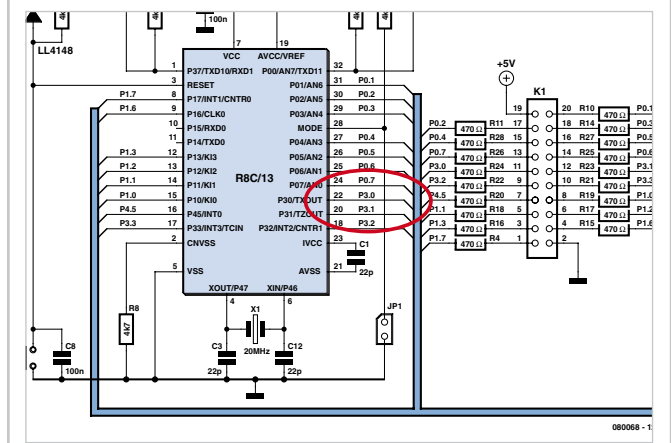 4k
100n
4k
4k
LL4148
7
19
VCC
AVCC/VREF
1 P37/TXD10/RXD1 P00/AN7/TXD11 32
3 RESET P01/AN6 31 P0.1
P1.7 8 P17/INT1/CNTR0 P02/AN5 30 P0.2
P1.6 9 P16/CLK0 P03/AN4 29 P0.3
10 P15/RXD0 MODE 28
11 P14/TXD0 P04/AN3 27 P0.4
P1.3 12 P13/KI3 P05/AN2 26 P0.5
P1.2 13 P12/KI2 P06/AN1 25 P0.6
P1.1 14 P11/KI1 R8C/13 P07/AN0 24 P0.7
P1.0 15 P10/KI0 P30/TXOUT 22 P3.0
P4.5 16 P45/INT0 P31/TZOUT 20 P3.1
P3.3 17 P33/INT3/TCIN P32/INT2/CNTR1 18 P3.2
2 CNVSS IVCC 23 C1
22p
5 VSS AVSS 21
XOUT/P47 XIN/P46
4
6
R8
4k7
X1
20MHz
C8
100n
C3
22p
C12
22p
JP1
+5V
K1
19 20 R10 470 Ω P0.1
P0.2 470 Ω R11 17 18 R14 470 Ω P0.3
P0.4 470 Ω R28 15 16 R27 470 Ω P0.5
P0.7 470 Ω R26 13 14 R25 470 Ω P0.6
P3.0 470 Ω R24 11 12 R23 470 Ω P3.1
P3.2 470 Ω R22 9 10 R21 470 Ω P3.3
P4.5 470 Ω R20 7 8 R19 470 Ω P1.0
P1.1 470 Ω R18 5 6 R17 470 Ω P1.2
P1.3 470 Ω R16 3 4 R15 470 Ω P1.6
P1.7 470 Ω R4 1 2
080068 - 1